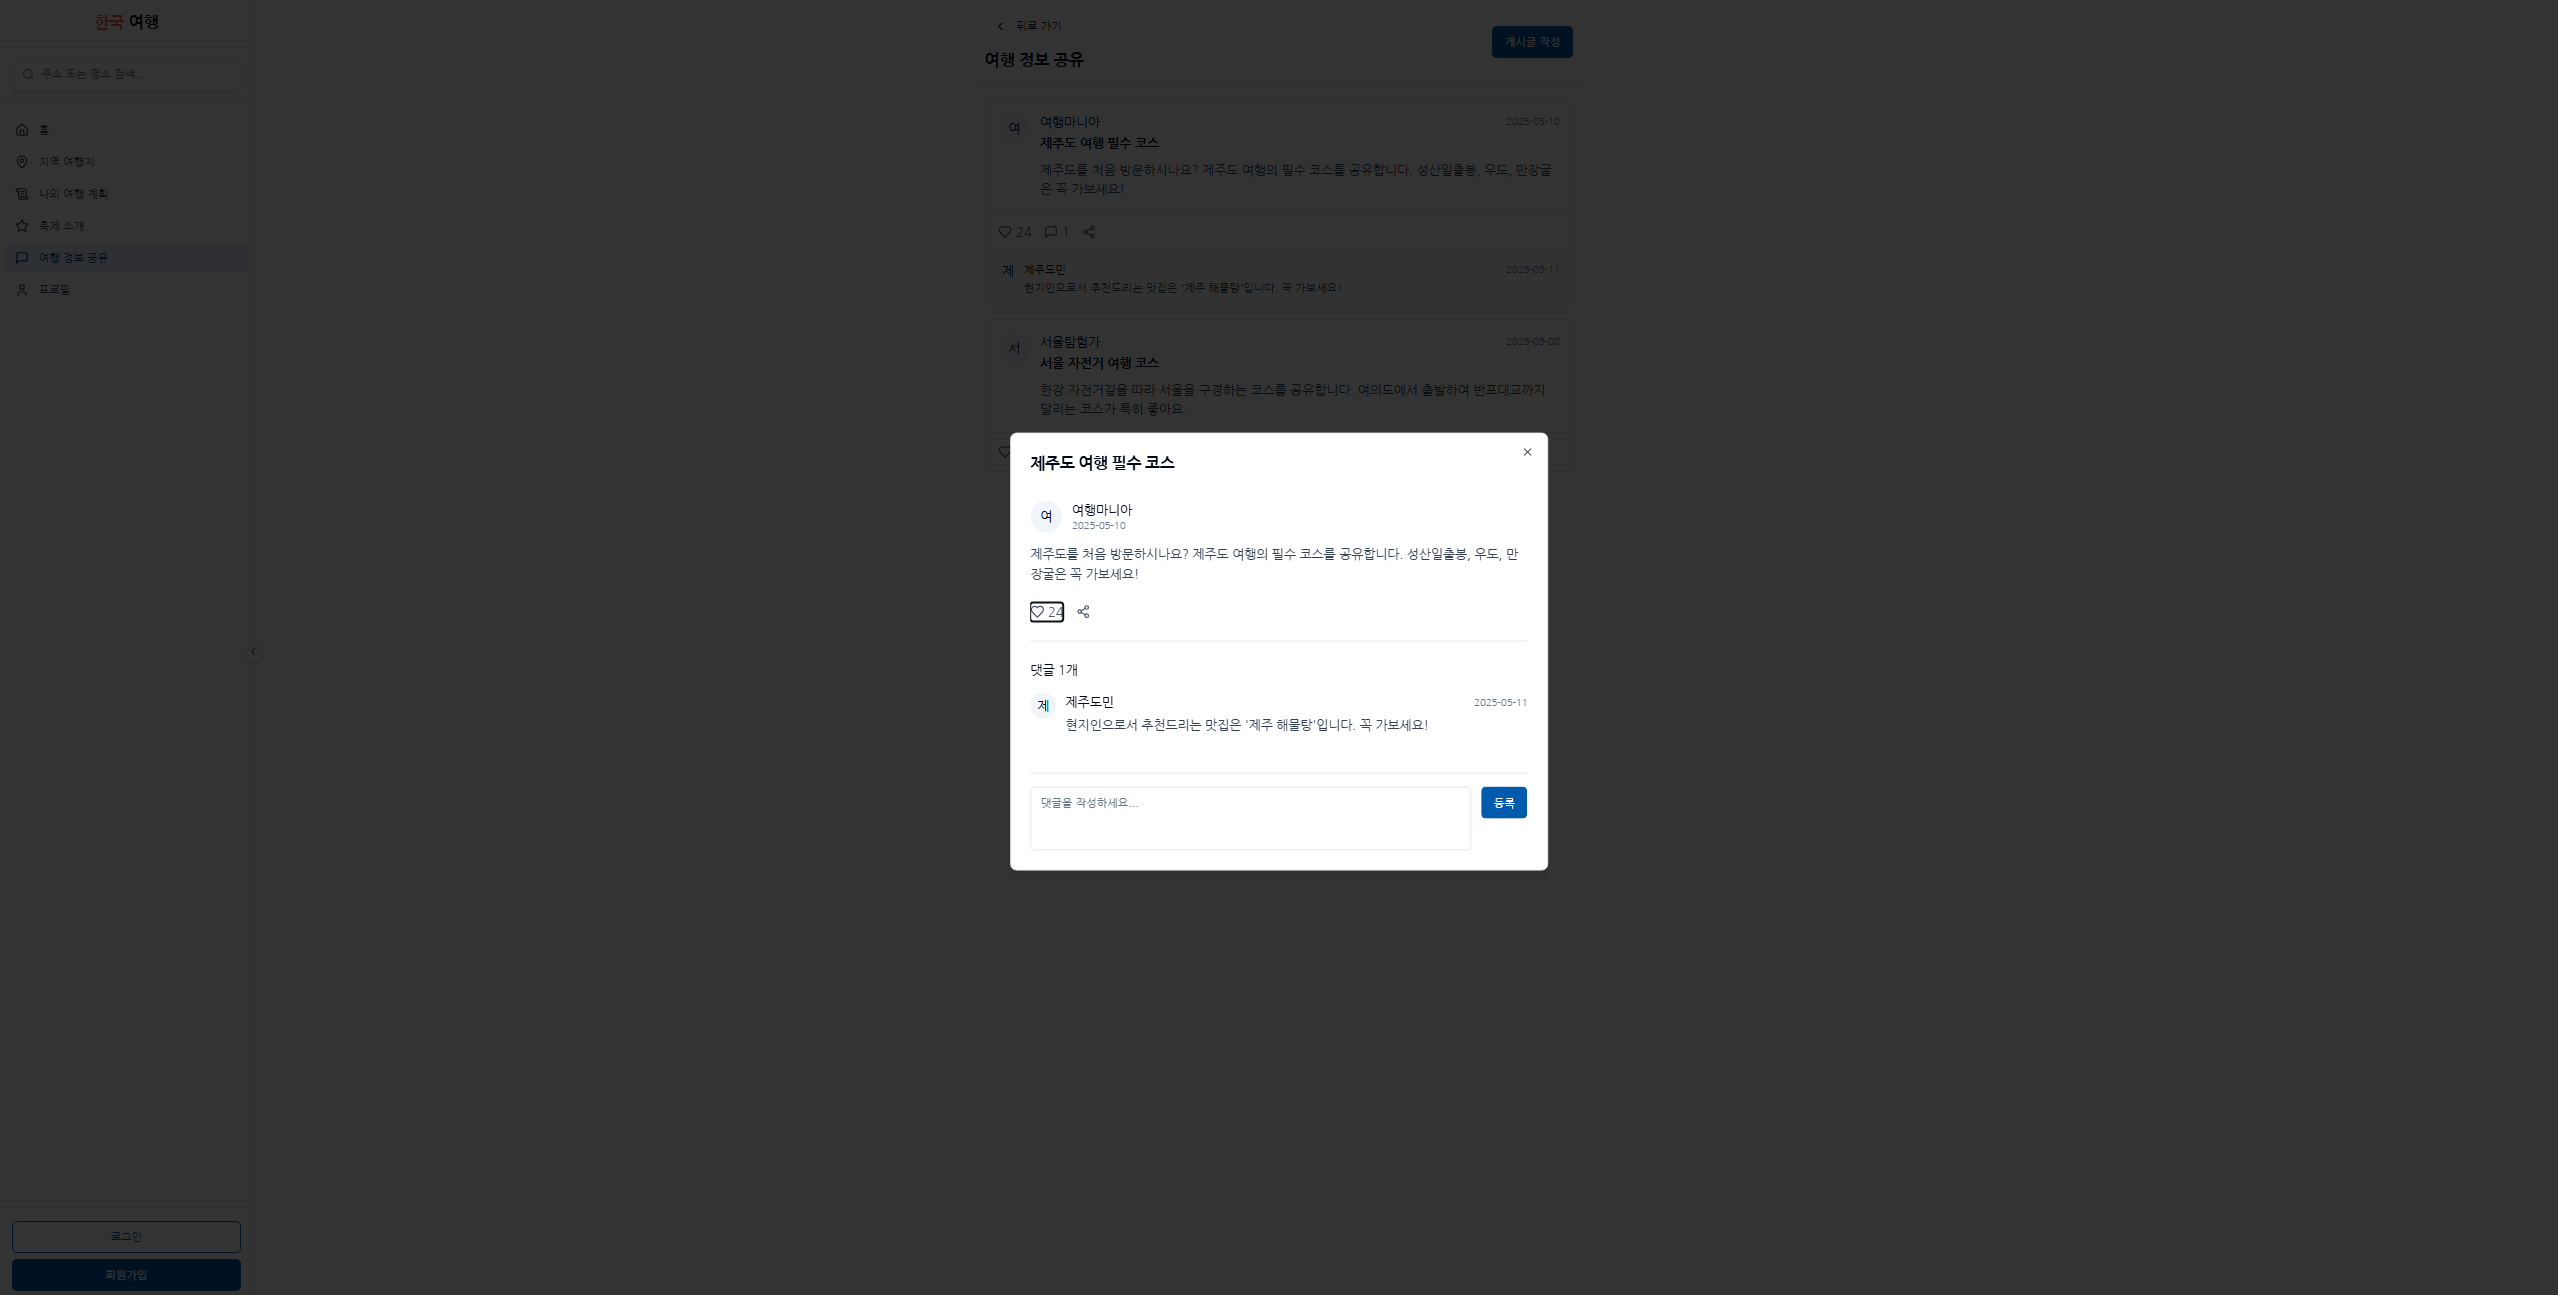 한국 여행
주소 또는 명소 검색...
홈
지역 여행지
나의 여행 계획
축제 소개
여행 정보 공유
프로필
로그인
회원가입
뒤로 가기
여행 정보 공유
게시글 작성
여
여행마니아
2025-05-10
제주도 여행 필수 코스
제주도를 처음 방문하시나요? 제주도 여행의 필수 코스를 공유합니다. 성산일출봉, 우도, 만장굴
은 꼭 가보세요!
24
1
제
제주도민
2025-05-11
현지인으로서 추천드리는 맛집은 '제주 해물탕'입니다. 꼭 가보세요!
서
서울탐험가
2025-05-08
서울 자전거 여행 코스
한강 자전거길을 따라 서울을 구경하는 코스를 공유합니다. 여의도에서 출발하여 반포대교까지
달리는 코스가 특히 좋아요.
제주도 여행 필수 코스
여
여행마니아
2025-05-10
제주도를 처음 방문하시나요? 제주도 여행의 필수 코스를 공유합니다. 성산일출봉, 우도, 만
장굴은 꼭 가보세요!
24
댓글 1개
제
제주도민
2025-05-11
현지인으로서 추천드리는 맛집은 '제주 해물탕'입니다. 꼭 가보세요!
댓글을 작성하세요...
등록